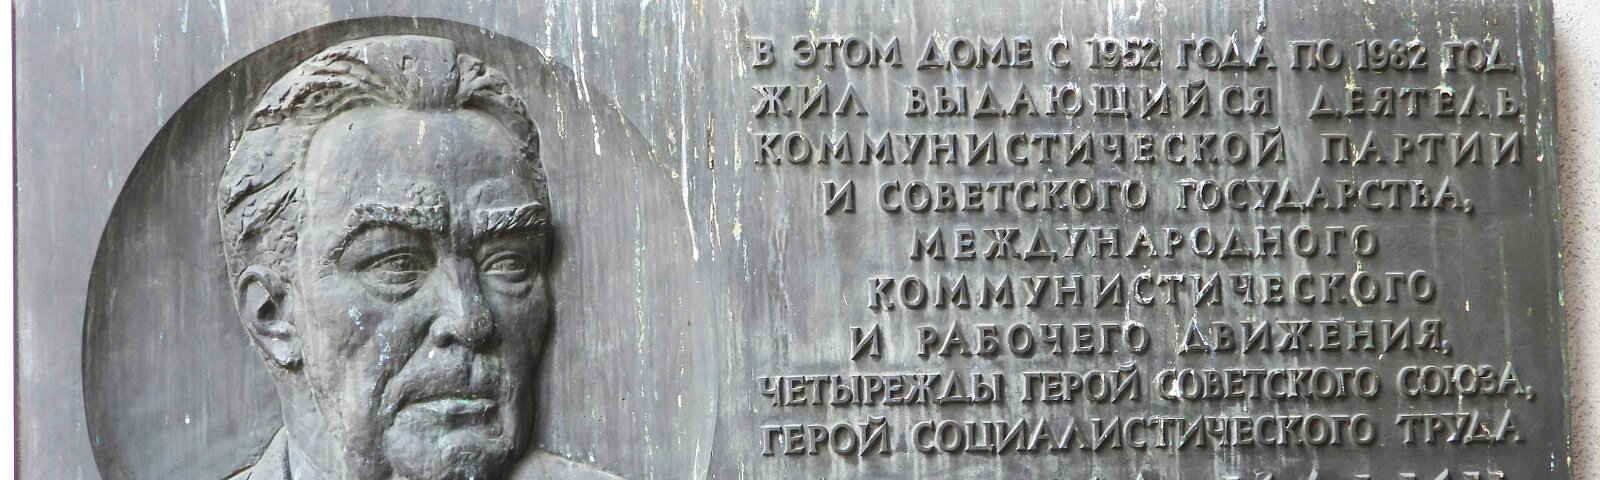 В ЭТОМ ДОМЕ С 1952 ГОДА ПО 1982 ГОД
ЖИЛ ВЫДАЮЩИЙСЯ ДЕЯТЕЛЬ
КОММУНИСТИЧЕСКОЙ ПАРТИИ
И СОВЕТСКОГО ГОСУДАРСТВА,
МЕЖДУНАРОДНОГО
КОММУНИСТИЧЕСКОГО
И РАБОЧЕГО ДВИЖЕНИЯ,
ЧЕТЫРЕЖДЫ ГЕРОЙ СОВЕТСКОГО СОЮЗА,
ГЕРОЙ СОЦИАЛИСТИЧЕСКОГО ТРУДА